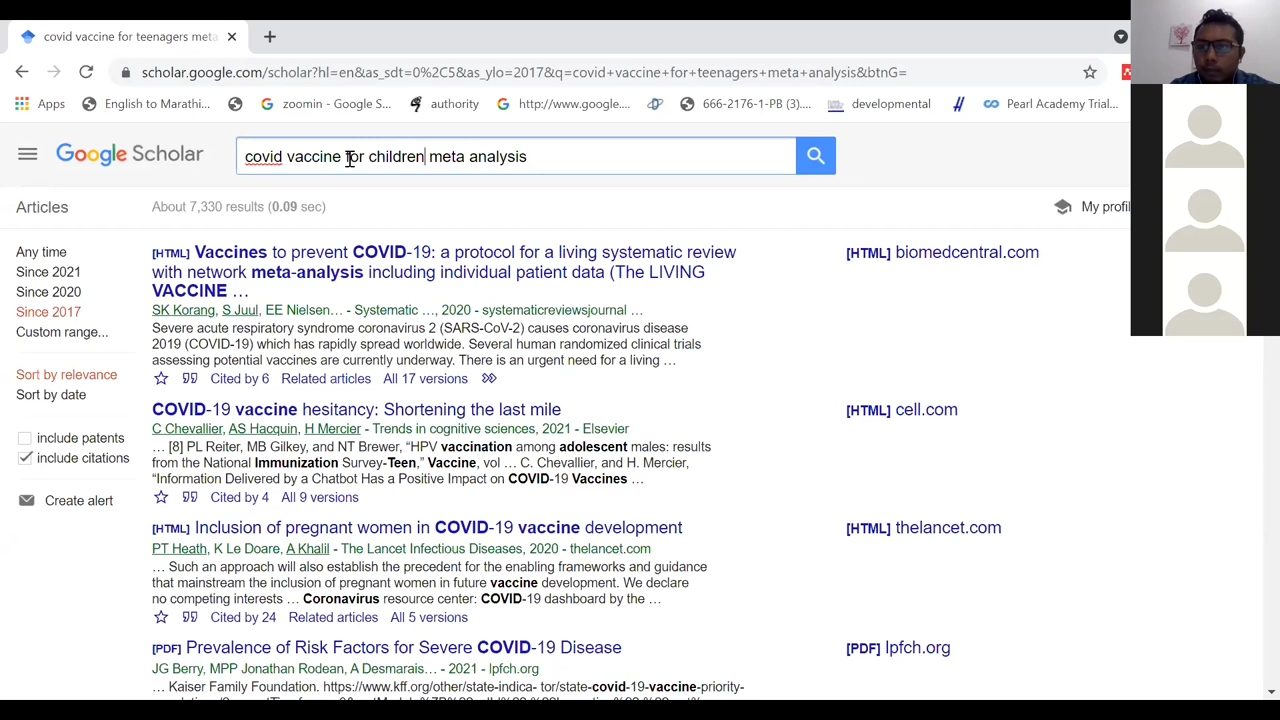 covid vaccine for teenagers meta
scholar.google.com/scholar?hl=en&as_sdt=0%2C5&as_ylo=2017&q=covid+vaccine+for+teenagers+meta+analysis&btnG=
Apps English to Marathi... zoomin - Google S... authority http://www.google.... 666-2176-1-PB (3).... developmental Pearl Academy Trial...
Google Scholar
covid vaccine for children meta analysis
Articles
About 7,330 results (0.09 sec)
My profil
Any time
Since 2021
Since 2020
Since 2017
Custom range...
Sort by relevance
Sort by date
include patents
include citations
Create alert
[HTML] Vaccines to prevent COVID-19: a protocol for a living systematic review
with network meta-analysis including individual patient data (The LIVING
VACCINE …
SK Korang, S Juul, EE Nielsen… - Systematic …, 2020 - systematicreviewsjournal …
Severe acute respiratory syndrome coronavirus 2 (SARS-CoV-2) causes coronavirus disease
2019 (COVID-19) which has rapidly spread worldwide. Several human randomized clinical trials
assessing potential vaccines are currently underway. There is an urgent need for a living …
Cited by 6 Related articles All 17 versions
[HTML] biomedcentral.com
COVID-19 vaccine hesitancy: Shortening the last mile
C Chevallier, AS Hacquin, H Mercier - Trends in cognitive sciences, 2021 - Elsevier
… [8] PL Reiter, MB Gilkey, and NT Brewer, “HPV vaccination among adolescent males: results
from the National Immunization Survey-Teen,” Vaccine, vol … C. Chevallier, and H. Mercier,
“Information Delivered by a Chatbot Has a Positive Impact on COVID-19 Vaccines …
Cited by 4 All 9 versions
[HTML] cell.com
[HTML] Inclusion of pregnant women in COVID-19 vaccine development
PT Heath, K Le Doare, A Khalil - The Lancet Infectious Diseases, 2020 - thelancet.com
… Such an approach will also establish the precedent for the enabling frameworks and guidance
that mainstream the inclusion of pregnant women in future vaccine development. We declare
no competing interests … Coronavirus resource center: COVID-19 dashboard by the …
Cited by 24 Related articles All 5 versions
[HTML] thelancet.com
[PDF] Prevalence of Risk Factors for Severe COVID-19 Disease
JG Berry, MPP Jonathan Rodean, A Desmarais… - 2021 - lpfch.org
… Kaiser Family Foundation. https://www.kff.org/other/state-indica- tor/state-covid-19-vaccine-priority-
[PDF] lpfch.org